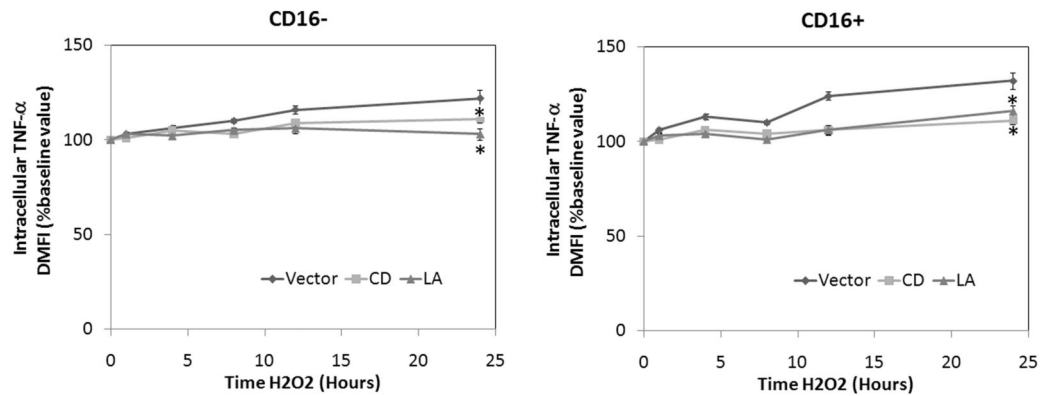 CD16-
Intracellular TNF-α
DMFI (%baseline value)
150
100
50
0
*
*
Vector CD LA
0 5 10 15 20 25
Time H2O2 (Hours)
CD16+
Intracellular TNF-α
DMFI (%baseline value)
150
100
50
0
*
*
Vector CD LA
0 5 10 15 20 25
Time H2O2 (Hours)